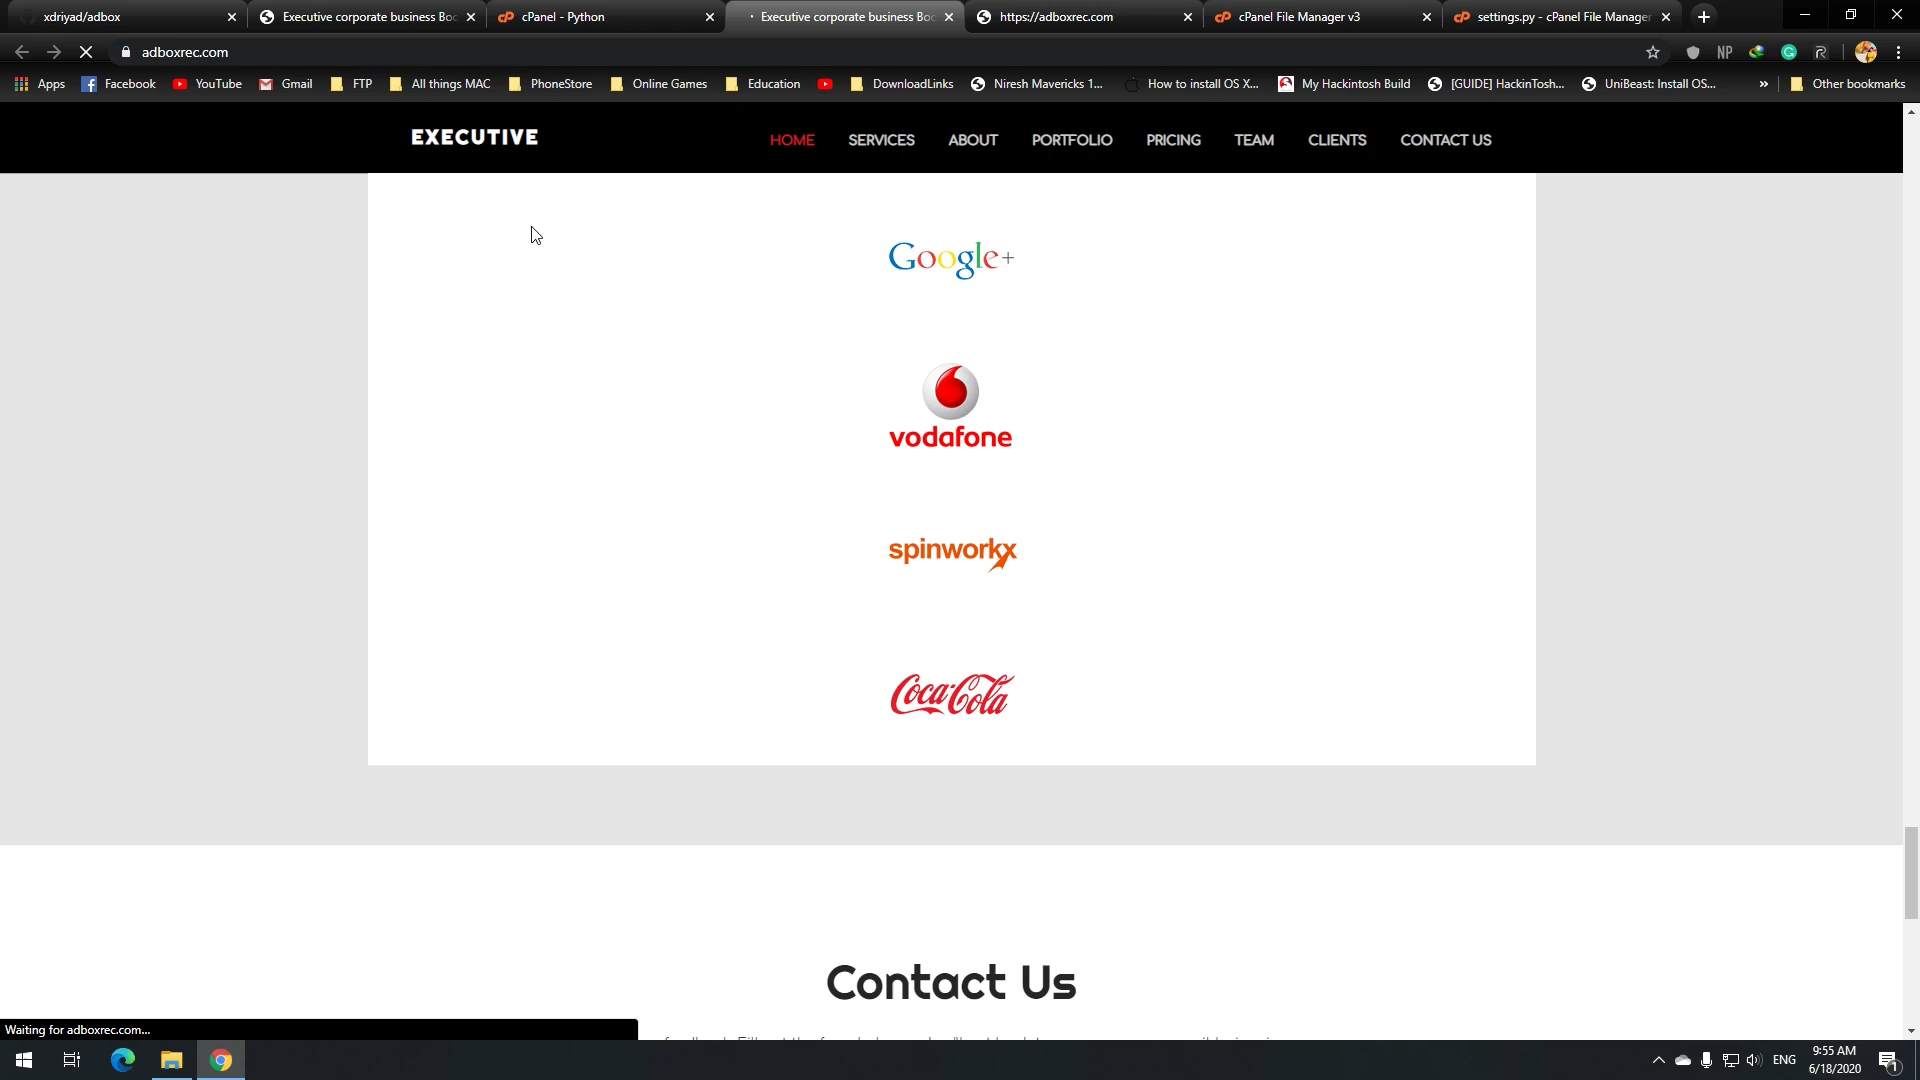 xdriyad/adbox
Executive corporate business Boo
cPanel - Python
Executive corporate business Boo
https://adboxrec.com
cPanel File Manager v3
settings.py - cPanel File Manager
adboxrec.com
NP
Apps
Facebook
YouTube
Gmail
FTP
All things MAC
PhoneStore
Online Games
Education
DownloadLinks
Niresh Mavericks 1...
How to install OS X...
My Hackintosh Build
[GUIDE] HackinTosh...
UniBeast: Install OS...
»
Other bookmarks
EXECUTIVE
HOME
SERVICES
ABOUT
PORTFOLIO
PRICING
TEAM
CLIENTS
CONTACT US
Google+
vodafone
spinworkx
Coca-Cola
Contact Us
Waiting for adboxrec.com...
ENG
9:55 AM
6/18/2020
1